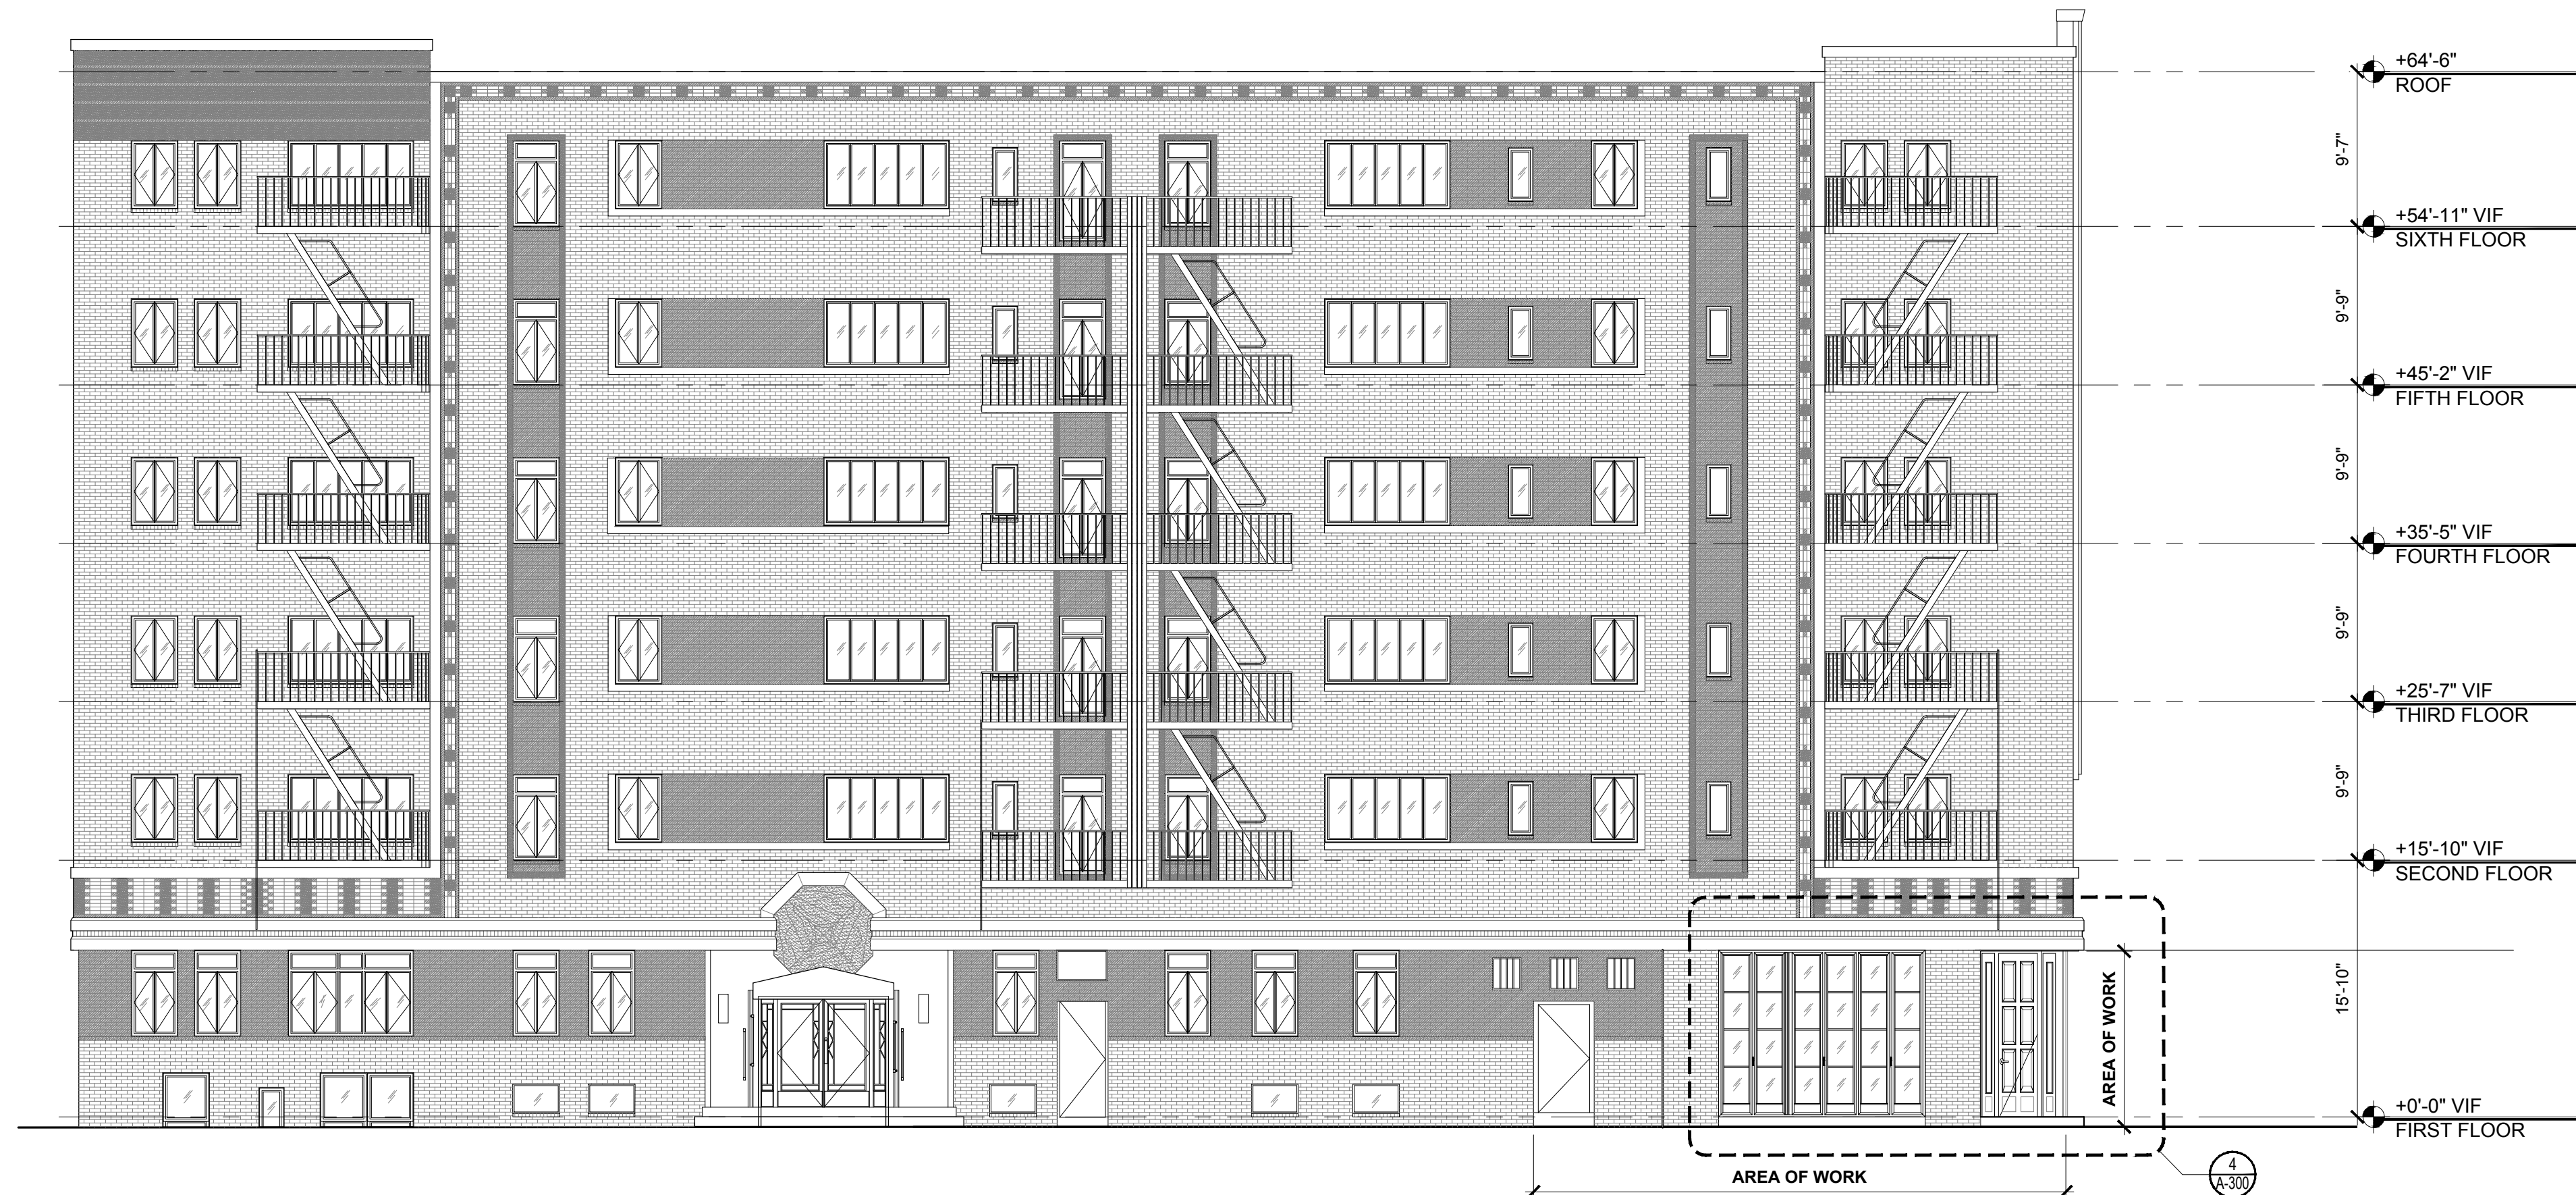 +64'-6"
ROOF
9'-7"
+54'-11" VIF
SIXTH FLOOR
9'-9"
+45'-2" VIF
FIFTH FLOOR
9'-9"
+35'-5" VIF
FOURTH FLOOR
9'-9"
+25'-7" VIF
THIRD FLOOR
9'-9"
+15'-10" VIF
SECOND FLOOR
15'-10"
AREA OF WORK
+0'-0" VIF
FIRST FLOOR
AREA OF WORK
4
A-300